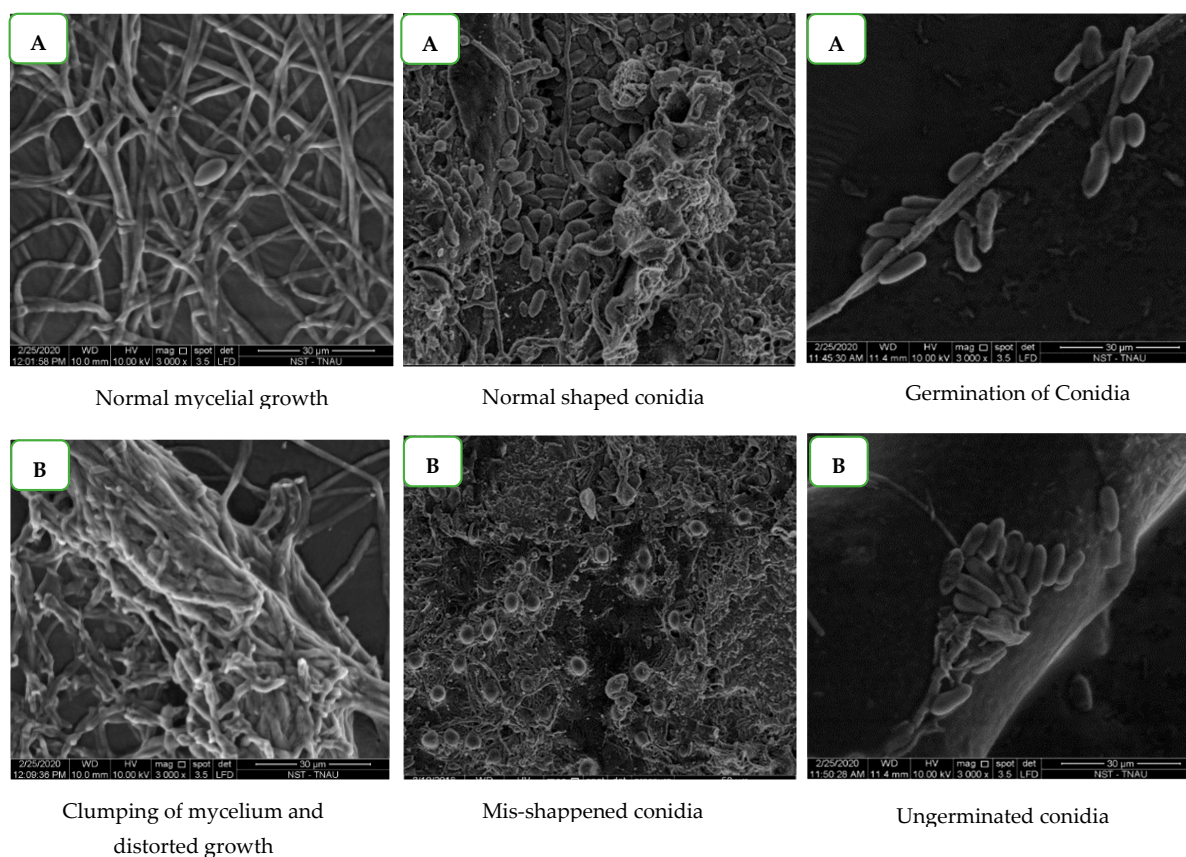 A
A
A
2/25/2020 WD HV mag spot det 30 µm
12:01:58 PM 10.0 mm 10.00 kV 3 000 x 3.5 LFD NST - TNAU
2/25/2020 WD HV mag spot det 30 µm
11:45:30 AM 11.4 mm 10.00 kV 3 000 x 3.5 LFD NST - TNAU
Normal mycelial growth
Normal shaped conidia
Germination of Conidia
B
B
B
2/25/2020 WD HV mag spot det 30 µm
12:09:36 PM 10.0 mm 10.00 kV 3 000 x 3.5 LFD NST - TNAU
2/25/2020 WD HV mag spot det 30 µm
11:50:28 AM 11.4 mm 10.00 kV 3 000 x 3.5 LFD NST - TNAU
Clumping of mycelium and
distorted growth
Mis-shappened conidia
Ungerminated conidia